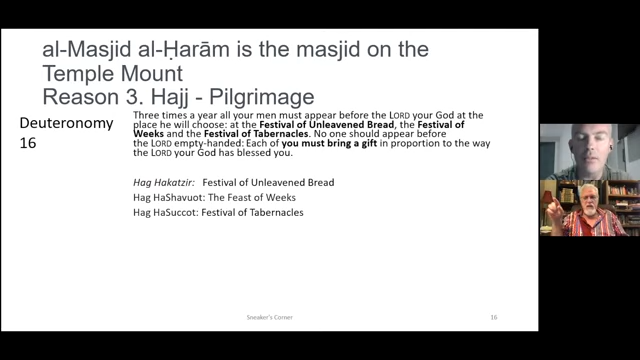 al-Masjid al-Ḥarām is the masjid on the
Temple Mount
Reason 3. Hajj - Pilgrimage
Deuteronomy
16
Three times a year all your men must appear before the LORD your God at the
place he will choose: at the Festival of Unleavened Bread, the Festival of
Weeks and the Festival of Tabernacles. No one should appear before
the LORD empty-handed: Each of you must bring a gift in proportion to the way
the LORD your God has blessed you.
Hag Hakatzir: Festival of Unleavened Bread
Hag HaShavuot: The Feast of Weeks
Hag HaSuccot: Festival of Tabernacles
Sneaker's Corner
16